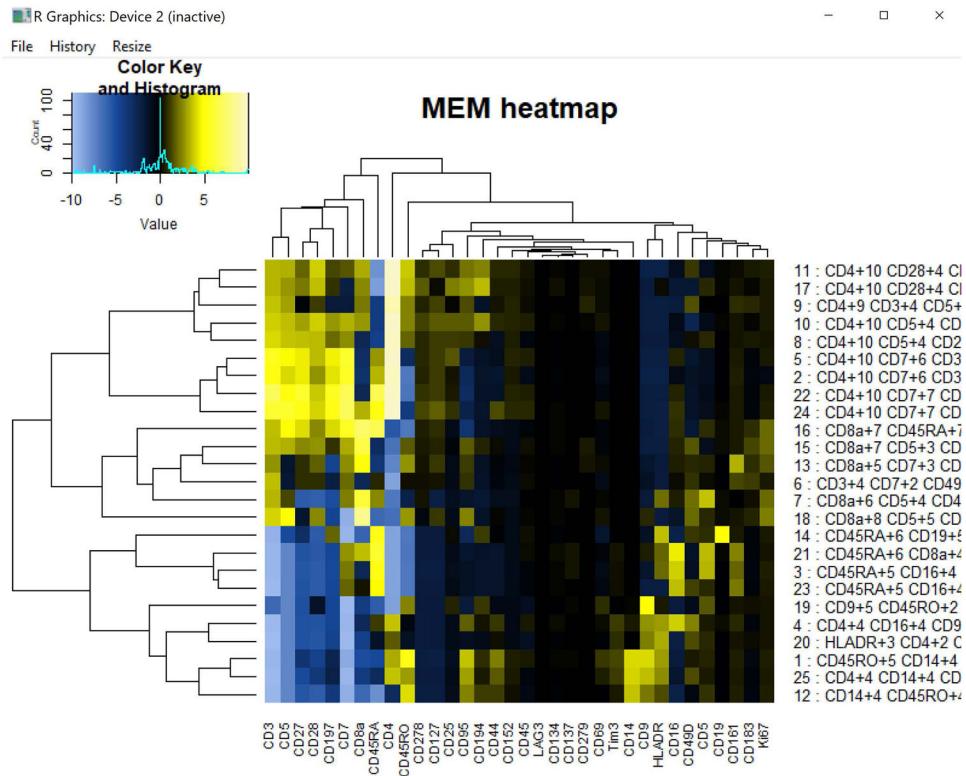 R Graphics: Device 2 (inactive)
File History Resize
Color Key
and Histogram
Count
0 40 100
-10 -5 0 5
Value
MEM heatmap
11 : CD4+10 CD28+4 CI
17 : CD4+10 CD28+4 CI
9 : CD4+9 CD3+4 CD5+
10 : CD4+10 CD5+4 CD
8 : CD4+10 CD5+4 CD2
5 : CD4+10 CD7+6 CD3
2 : CD4+10 CD7+6 CD3
22 : CD4+10 CD7+7 CD
24 : CD4+10 CD7+7 CD
16 : CD8a+7 CD45RA+7
15 : CD8a+7 CD5+3 CD
13 : CD8a+5 CD7+3 CD
6 : CD3+4 CD7+2 CD49
7 : CD8a+6 CD5+4 CD4
18 : CD8a+8 CD5+5 CD
14 : CD45RA+6 CD19+5
21 : CD45RA+6 CD8a+4
3 : CD45RA+5 CD16+4
23 : CD45RA+5 CD16+4
19 : CD9+5 CD45RO+2
4 : CD4+4 CD16+4 CD9
20 : HLADR+3 CD4+2 C
1 : CD45RO+5 CD14+4
25 : CD4+4 CD14+4 CD
12 : CD14+4 CD45RO+4
CD3
CD5
CD27
CD28
CD197
CD7
CD8a
CD45RA
CD4
CD45RO
CD278
CD127
CD25
CD95
CD194
CD44
CD152
CD45
LAG3
CD134
CD137
CD279
CD69
Tim3
CD14
CD9
HLADR
CD16
CD49D
CD5
CD19
CD161
CD183
Ki67